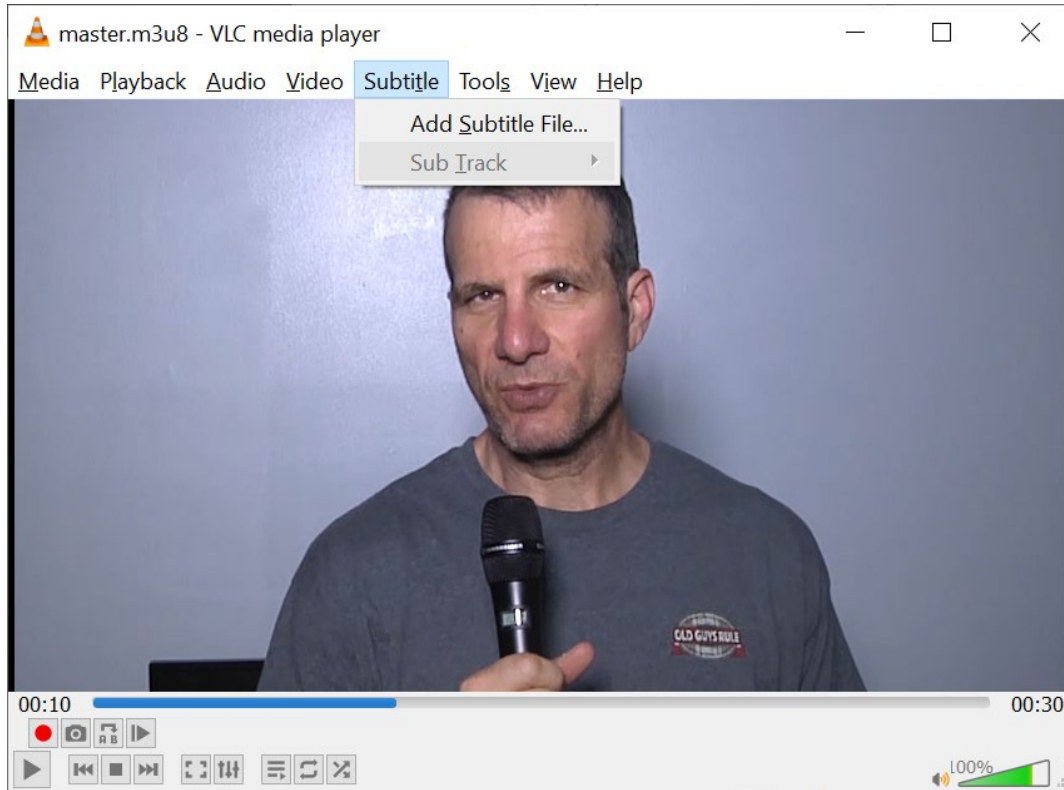 master.m3u8 - VLC media player
Media Playback Audio Video Subtitle Tools View Help
Add Subtitle File...
Sub Track
OLD GUYS RULE
00:10 00:30
A B
100%